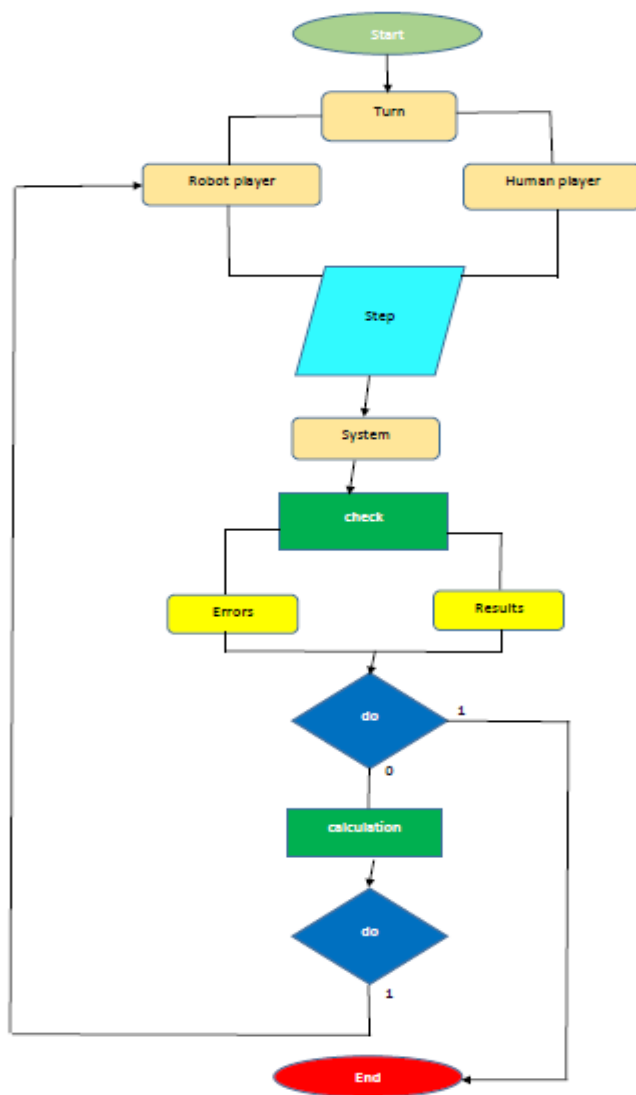 Start
Turn
Robot player
Human player
Step
System
check
Errors
Results
do
1
0
calculation
do
1
End